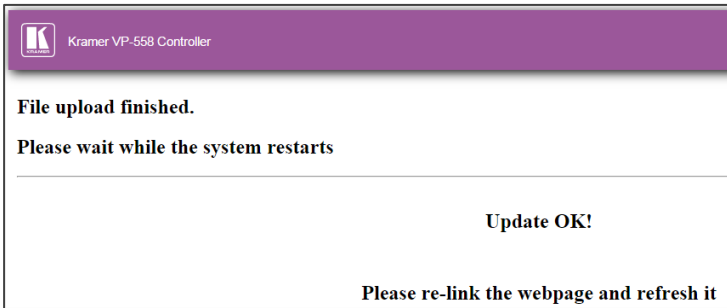 KRAMER
Kramer VP-558 Controller
File upload finished.
Please wait while the system restarts
Update OK!
Please re-link the webpage and refresh it